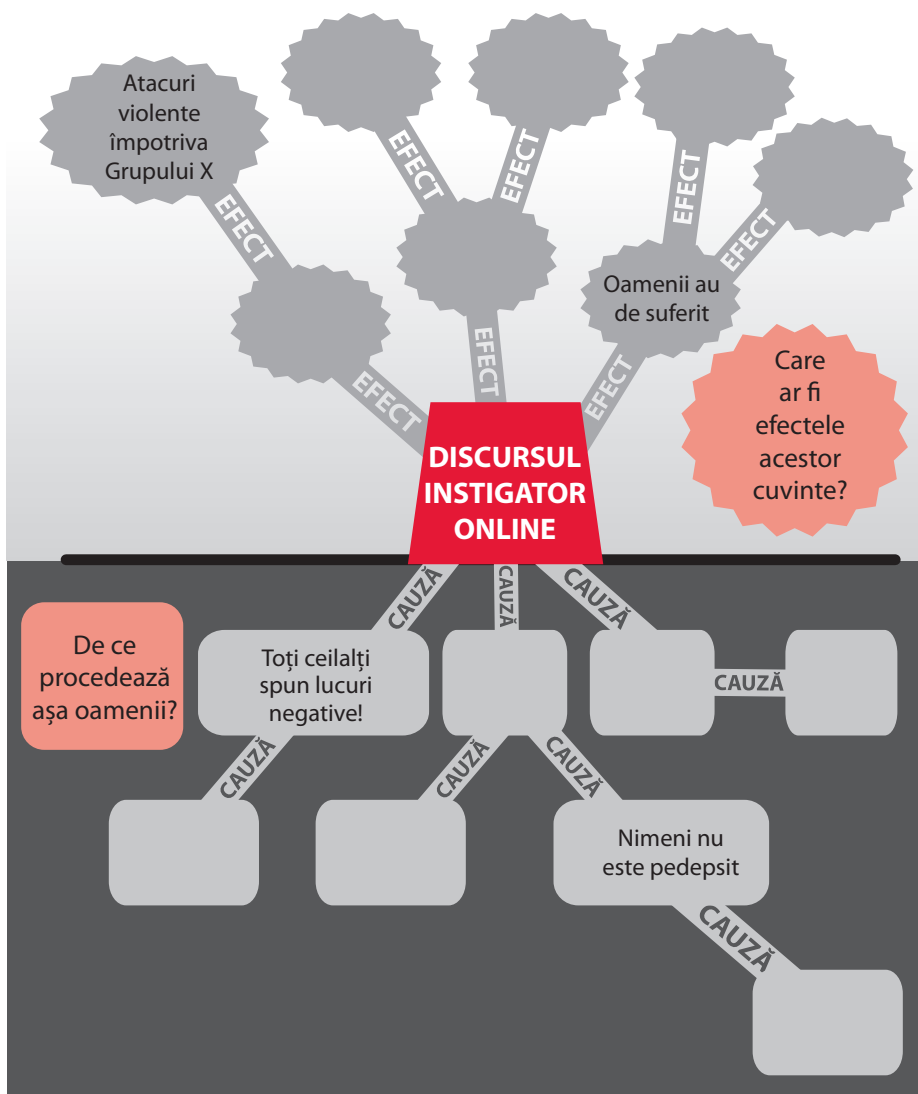 Atacuri
violente
împotriva
Grupului X
EFECT
EFECT
EFECT
EFECT
EFECT
Oamenii au
de suferit
EFECT
EFECT
EFECT
Care
ar fi
efectele
acestor
cuvinte?
DISCURSUL
INSTIGATOR
ONLINE
CAUZĂ
CAUZĂ
CAUZĂ
De ce
procedează
așa oamenii?
Toți ceilalți
spun lucuri
negative!
CAUZĂ
CAUZĂ
CAUZĂ
CAUZĂ
Nimeni nu
este pedepsit
CAUZĂ